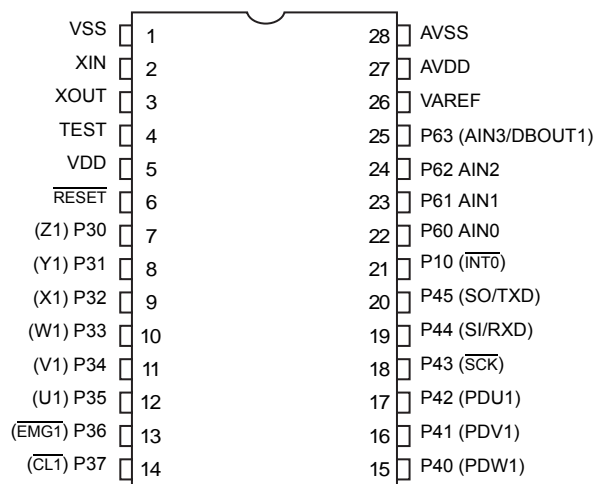 VSS 1 28 AVSS
XIN 2 27 AVDD
XOUT 3 26 VAREF
TEST 4 25 P63 (AIN3/DBOUT1)
VDD 5 24 P62 AIN2
RESET 6 23 P61 AIN1
(Z1) P30 7 22 P60 AIN0
(Y1) P31 8 21 P10 (INT0)
(X1) P32 9 20 P45 (SO/TXD)
(W1) P33 10 19 P44 (SI/RXD)
(V1) P34 11 18 P43 (SCK)
(U1) P35 12 17 P42 (PDU1)
(EMG1) P36 13 16 P41 (PDV1)
(CL1) P37 14 15 P40 (PDW1)